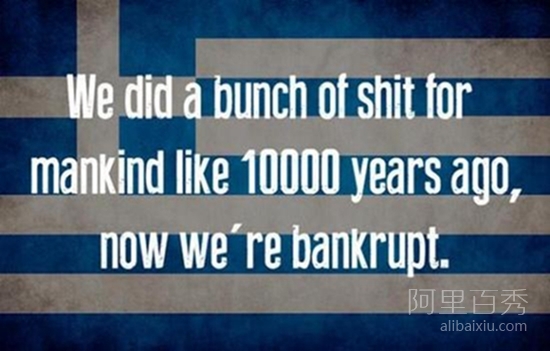 We did a bunch of shit for
mankind like 10000 years ago,
now we´re bankrupt.
阿里百秀
alibaixiu.com